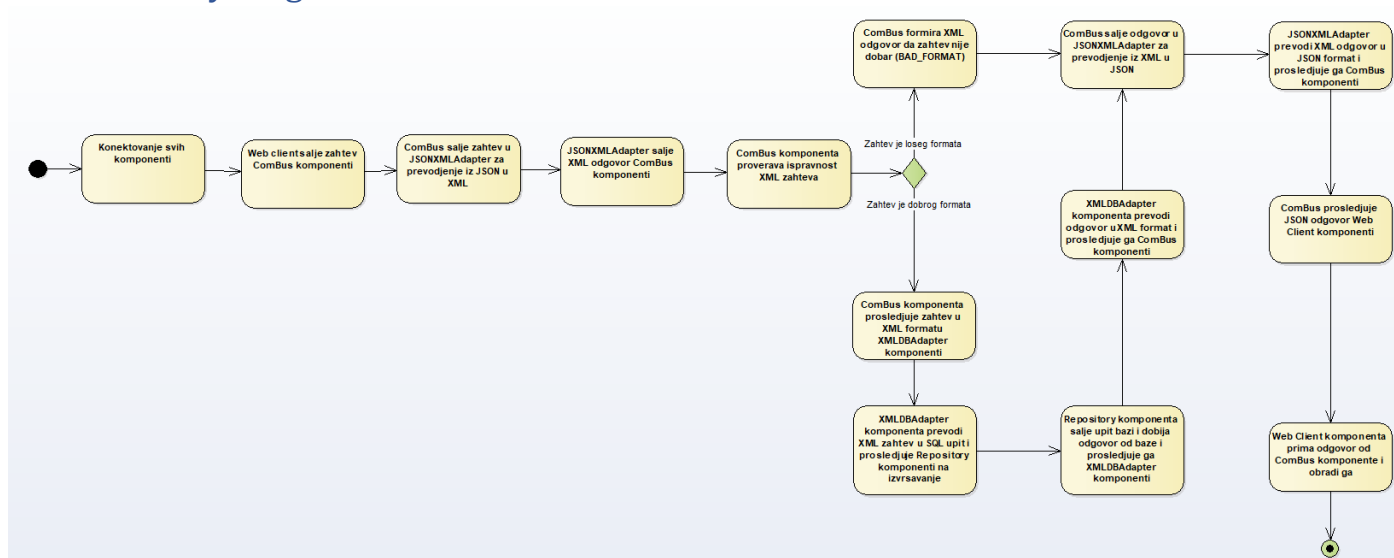 Konektovanje svih
komponenti
Web client salje zahtev
ComBus komponenti
ComBus salje zahtev u
JSONXMLAdapter za
prevodjenje iz JSON u
XML
JSONXMLAdapter salje
XML odgovor ComBus
komponenti
ComBus komponenta
proverava ispravnost
XML zahteva
Zahtev je loseg formata
Zahtev je dobrog formata
ComBus formira XML
odgovor da zahtev nije
dobar (BAD_FORMAT)
ComBus komponenta
prosledjuje zahtev u
XML formatu
XMLDBAdapter
komponenti
XMLDBAdapter
komponenta prevodi
XML zahtev u SQL upit i
prosledjuje Repository
komponenti na
izvrsavanje
Repository komponenta
salje upit bazi i dobija
odgovor od baze i
prosledjuje ga
XMLDBAdapter
komponenti
XMLDBAdapter
komponenta prevodi
odgovor u XML format i
prosledjuje ga ComBus
komponenti
ComBus salje odgovor u
JSONXMLAdapter za
prevodjenje iz XML u
JSON
JSONXMLAdapter
prevodi XML odgovor u
JSON format i
prosledjuje ga ComBus
komponenti
ComBus prosledjuje
JSON odgovor Web
Client komponenti
Web Client komponenta
prima odgovor od
ComBus komponente i
obradi ga